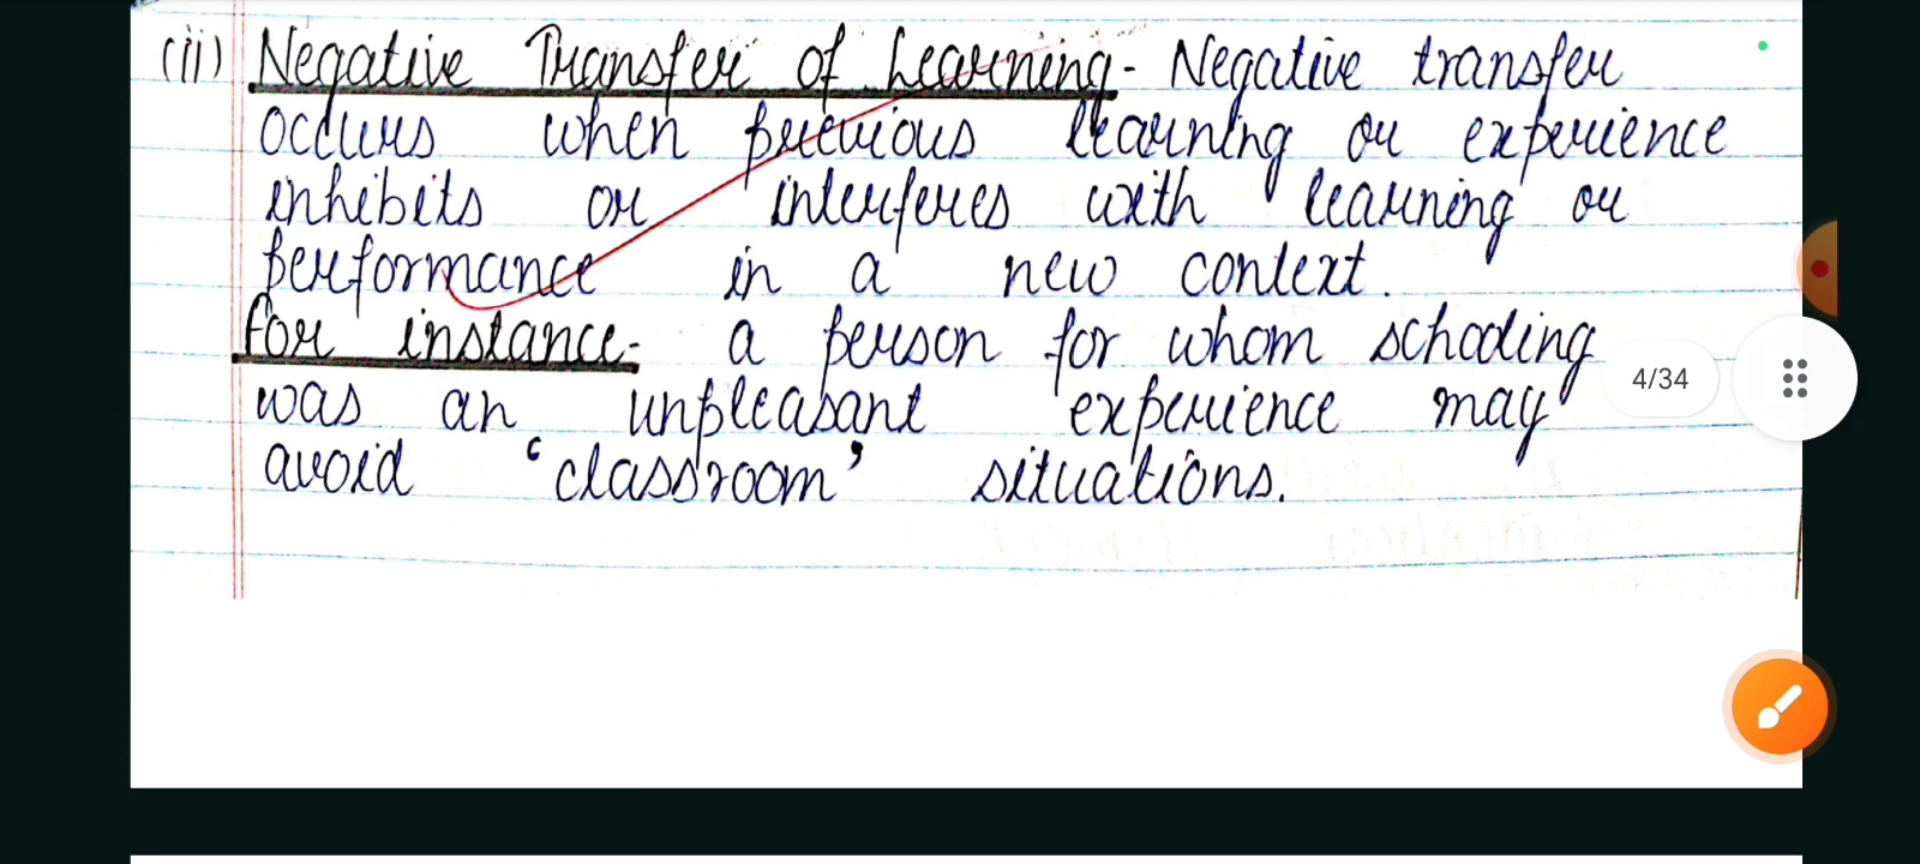 (ii) Negative Transfer of Learning- Negative transfer
occurs when previous learning or experience
inhibits or interferes with learning or
performance in a new context.
For instance- a person for whom schooling
4/34
was an unpleasant experience may
avoid 'classroom' situations.